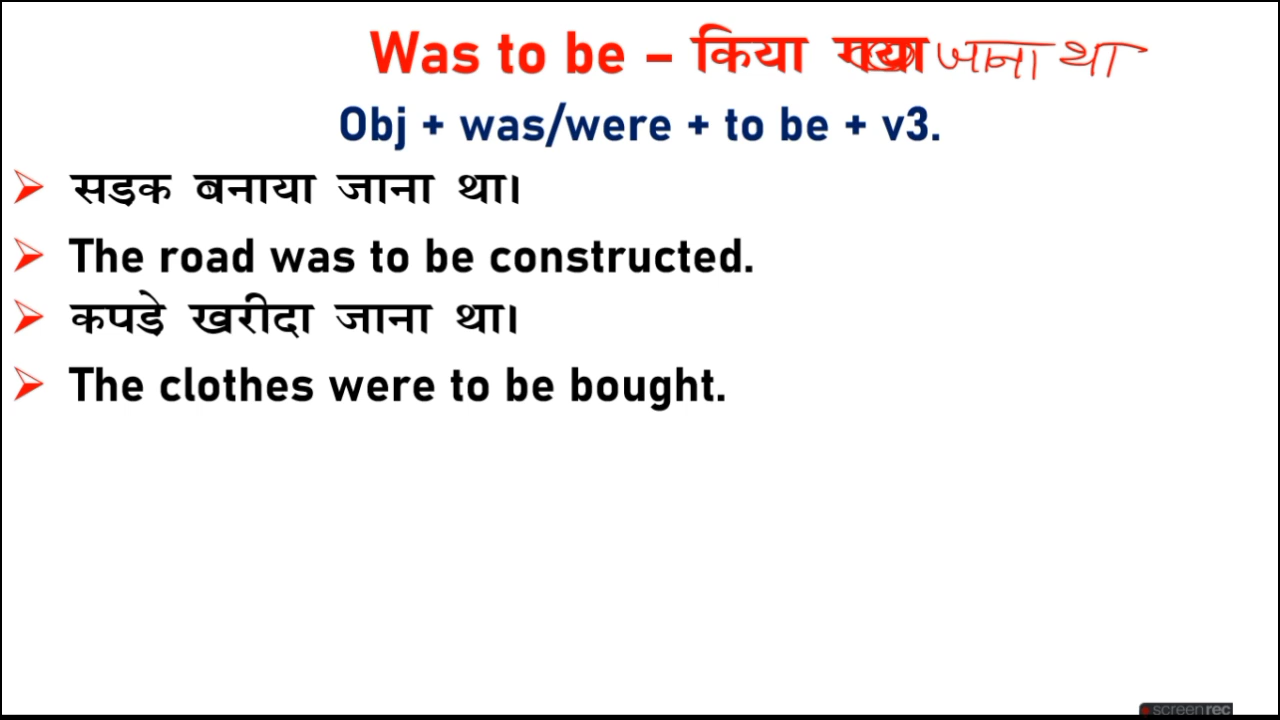 Was to be – किया गया जाना था
Obj + was/were + to be + v3.
सड़क बनाया जाना था।
The road was to be constructed.
कपड़े खरीदा जाना था।
The clothes were to be bought.
screenrec